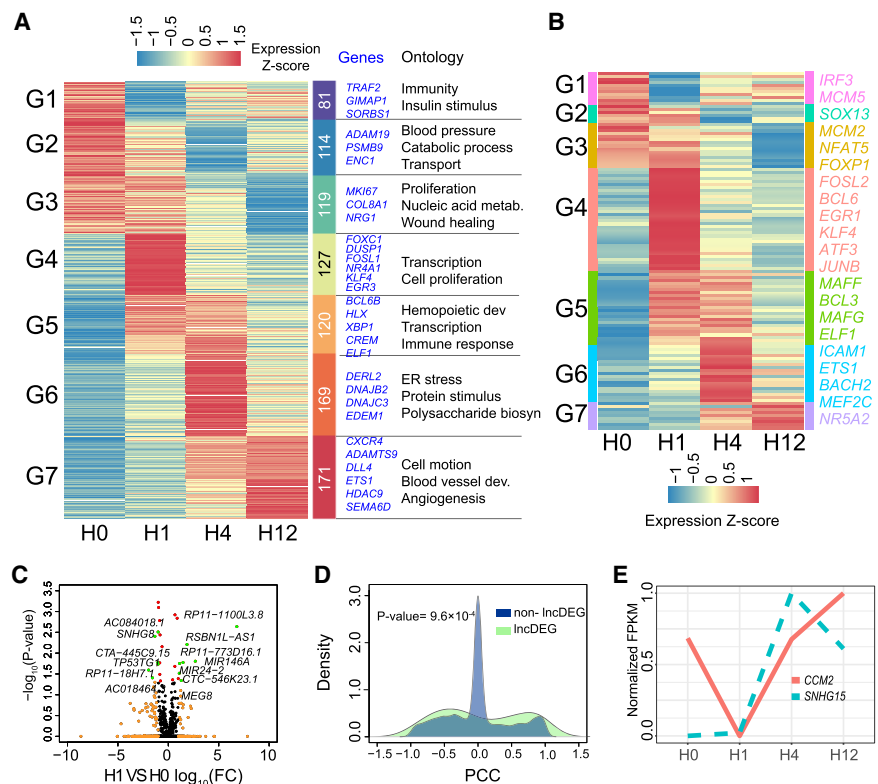 A
−1.5
−1
0.5
0
0.5
1
1.5
Expression
Z-score
Genes
Ontology
G1
G2
G3
G4
G5
G6
G7
81
TRAF2
GIMAP1
SORBS1
Immunity
Insulin stimulus
114
ADAM19
PSMB9
ENC1
Blood pressure
Catabolic process
Transport
119
MKI67
COL8A1
NRG1
Proliferation
Nucleic acid metab.
Wound healing
127
FOXC1
DUSP1
FOSL1
NR4A1
KLF4
EGR3
Transcription
Cell proliferation
120
BCL6B
HLX
XBP1
CREM
ELF1
Hemopoietic dev
Transcription
Immune response
169
DERL2
DNAJB2
DNAJC3
EDEM1
ER stress
Protein stimulus
Polysaccharide biosyn
171
CXCR4
ADAMTS9
DLL4
ETS1
HDAC9
SEMA6D
Cell motion
Blood vessel dev.
Angiogenesis
H0 H1 H4 H12
B
G1
G2
G3
G4
G5
G6
G7
IRF3
MCM5
SOX13
MCM2
NFAT5
FOXP1
FOSL2
BCL6
EGR1
KLF4
ATF3
JUNB
MAFF
BCL3
MAFG
ELF1
ICAM1
ETS1
BACH2
MEF2C
NR5A2
H0 H1 H4 H12
−1
−0.5
0
0.5
1
Expression Z-score
C
−log10(P-value)
3.5
3.0
2.5
2.0
1.5
1.0
0.5
0.0
RP11-1100L3.8
AC084018.1
SNHG8
RSBN1L-AS1
CTA-445C9.15
RP11-773D16.1
TP53TG1
MIR146A
RP11-18H7.1
MIR24-2
CTC-546K23.1
AC018464
MEG8
−10 −5 0 5 10
H1VSH0 log10(FC)
D
Density
3.0
2.0
1.0
0.0
P-value= 9.6×10-4
non- lncDEG
lncDEG
−1.5 −1.0 −0.5 0.0 0.5 1.0 1.5
PCC
E
Normalized FPKM
1.0
0.5
0.0
CCM2
SNHG15
H0 H1 H4 H12